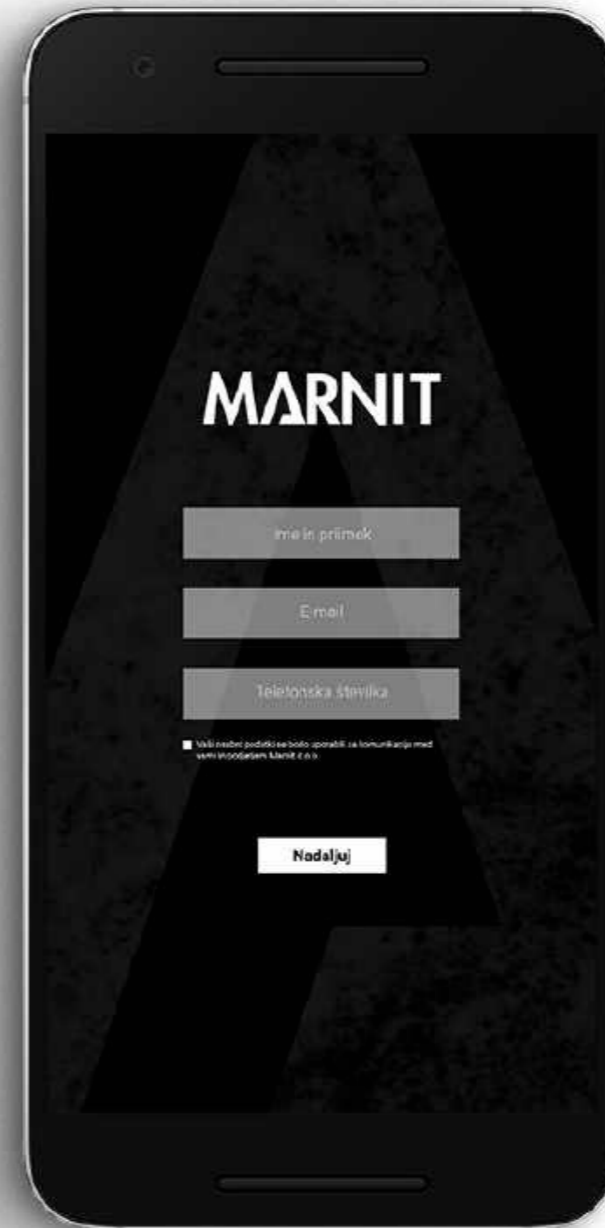 MARNIT
Ime in priimek
E-mail
Telefonska številka
Vaši osebni podatki se bodo uporabili za komunikacijo med
vami in podjetjem Marnit d.o.o.
Nadaljuj